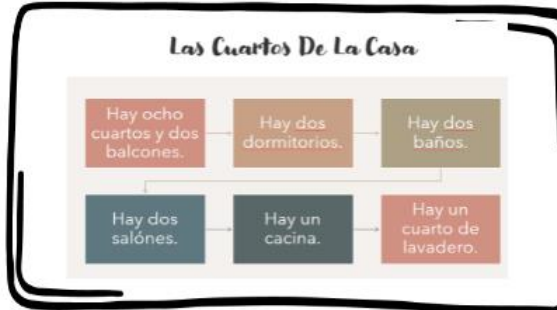 Las Cuartos De La Casa
Hay ocho
cuartos y dos
balcones.
Hay dos
dormitorios.
Hay dos
baños.
Hay dos
salónes.
Hay un
cacina.
Hay un
cuarto de
lavadero.